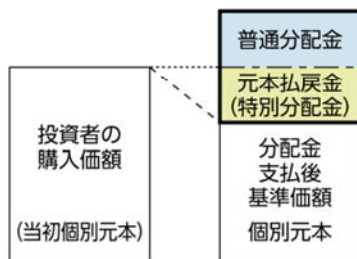 普通分配金
元本払戻金
(特別分配金)
投資者の
購入価額
(当初個別元本)
分配金
支払後
基準価額
個別元本